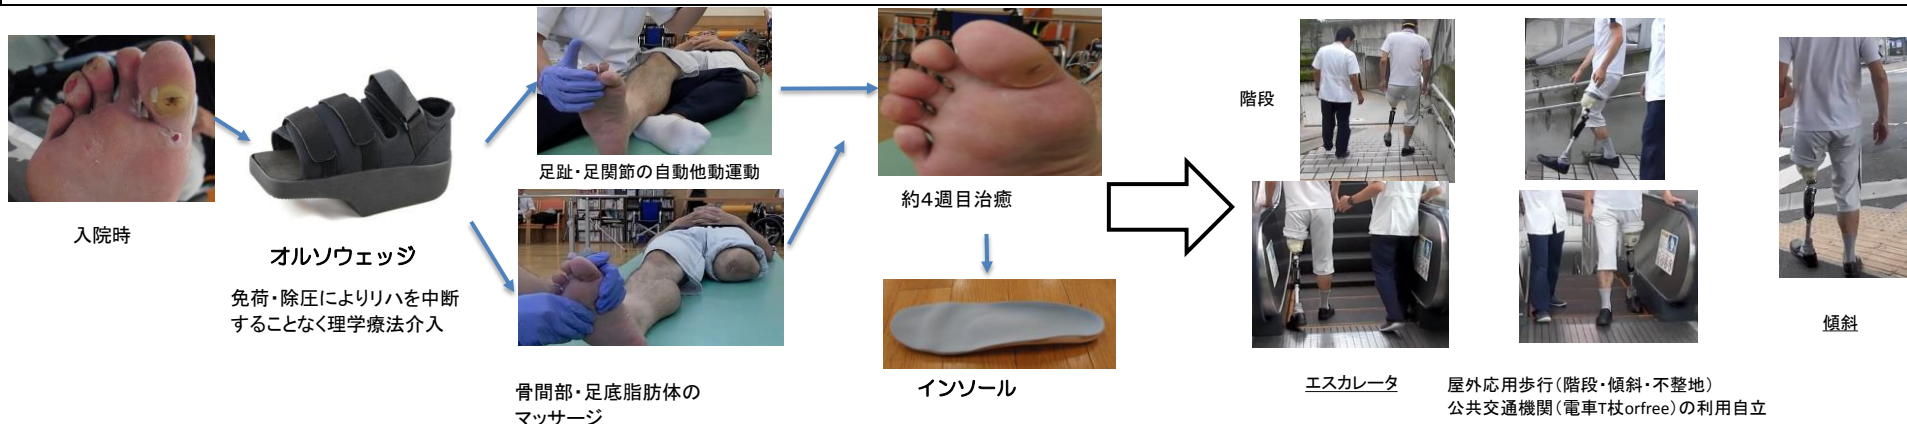 入院時
オルソウェッジ
免荷・除圧によりリハを中断
することなく理学療法介入
足趾・足関節の自動他動運動
骨間部・足底脂肪体の
マッサージ
約4週目治癒
インソール
階段
エスカレータ
屋外応用歩行(階段・傾斜・不整地)
公共交通機関(電車T杖orfree)の利用自立
傾斜